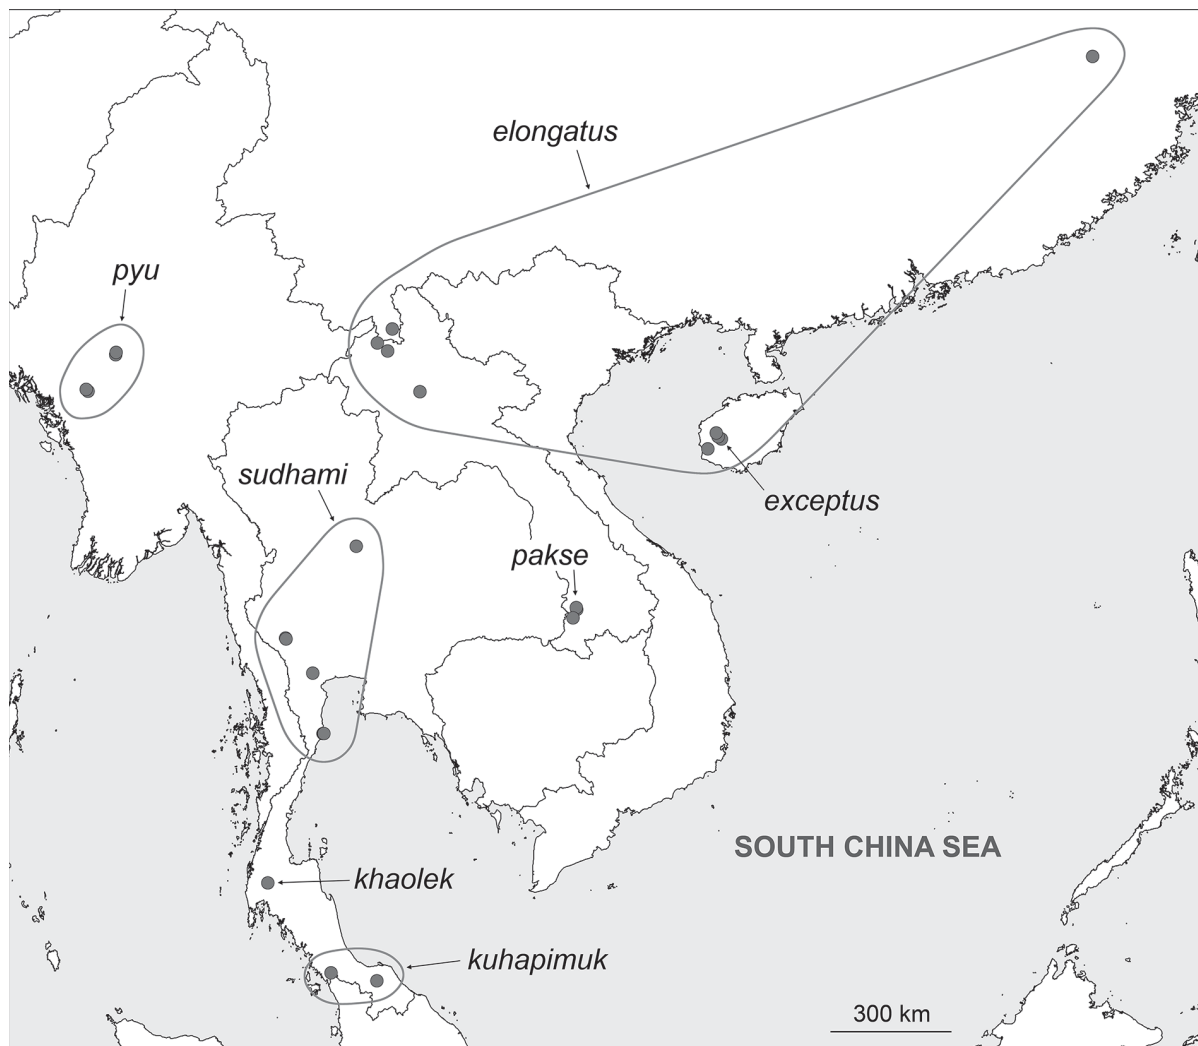 elongatus
pyu
sudhami
exceptus
pakse
SOUTH CHINA SEA
khaolek
kuhapimuk
300 km